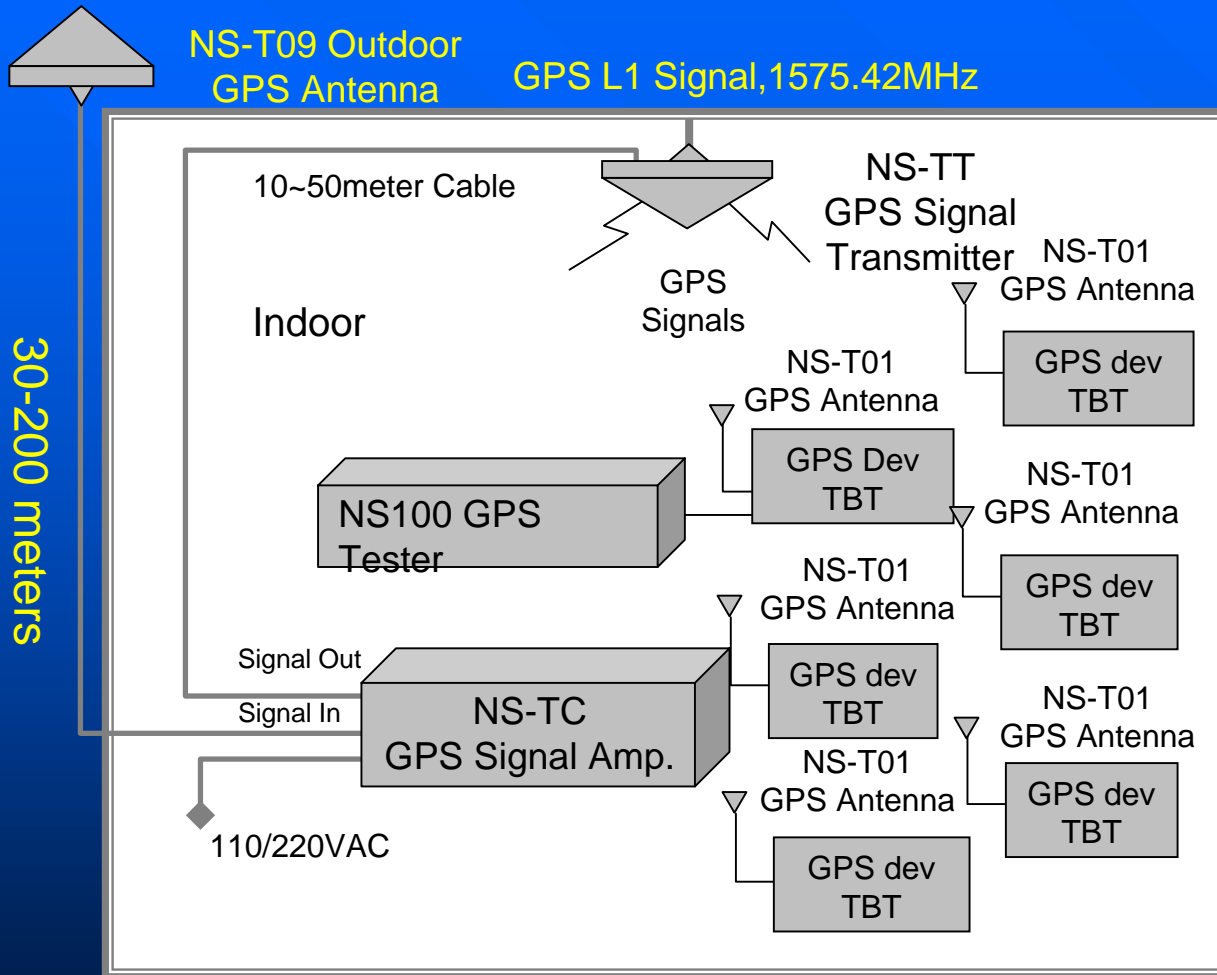 NS-T09 Outdoor
GPS Antenna
GPS L1 Signal,1575.42MHz
30-200 meters
10~50meter Cable
Indoor
GPS
Signals
NS-TT
GPS Signal
Transmitter
NS-T01
GPS Antenna
GPS dev
TBT
NS-T01
GPS Antenna
GPS Dev
TBT
NS100 GPS
Tester
NS-T01
GPS Antenna
GPS dev
TBT
NS-T01
GPS Antenna
GPS dev
TBT
Signal Out
Signal In
NS-TC
GPS Signal Amp.
110/220VAC
NS-T01
GPS Antenna
GPS dev
TBT
NS-T01
GPS Antenna
GPS dev
TBT